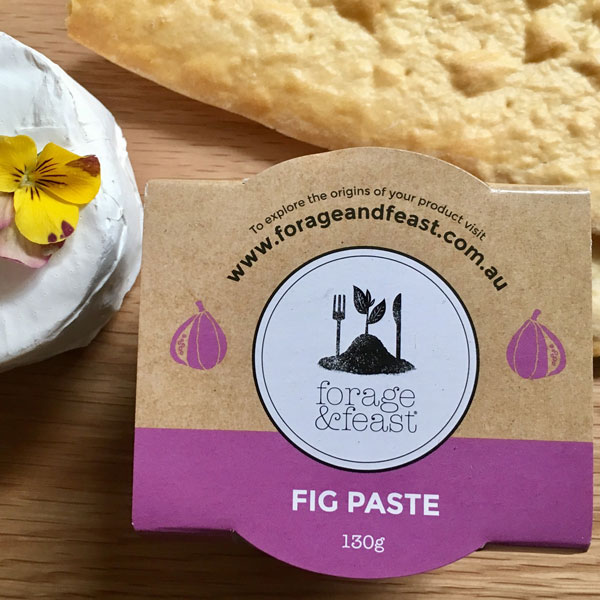 To explore the origins of your product visit
www.forageandfeast.com.au
forage
&feast
FIG PASTE
130g